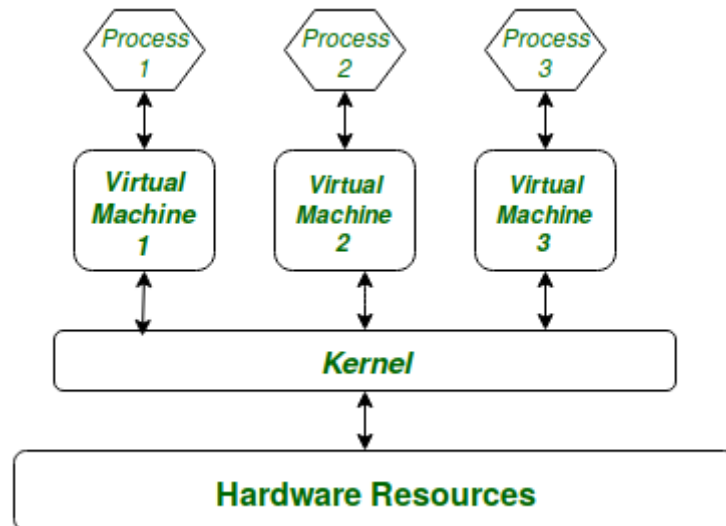 Process
1
Process
2
Process
3
Virtual
Machine
1
Virtual
Machine
2
Virtual
Machine
3
Kernel
Hardware Resources